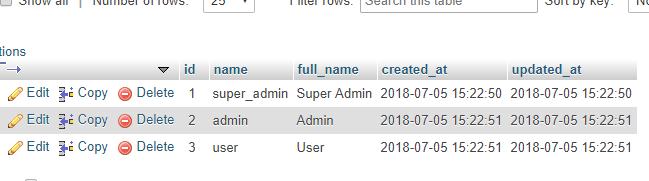 Show all | Number of rows: 25 Filter rows: Search this table Sort by key: No
tions
id name full_name created_at updated_at
Edit Copy Delete 1 super_admin Super Admin 2018-07-05 15:22:50 2018-07-05 15:22:50
Edit Copy Delete 2 admin Admin 2018-07-05 15:22:51 2018-07-05 15:22:51
Edit Copy Delete 3 user User 2018-07-05 15:22:51 2018-07-05 15:22:51